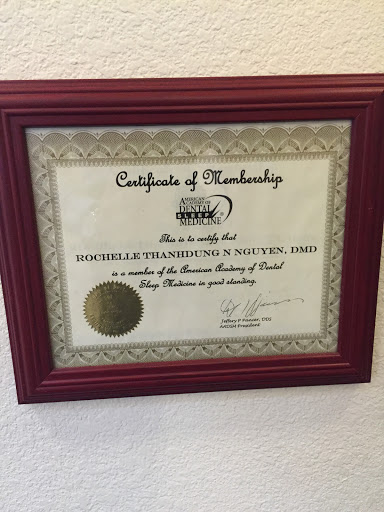 Certificate of Membership
AMERICAN
ACADEMY OF
DENTAL
SLEEP
MEDICINE
This is to certify that
ROCHELLE THANHDUNG N NGUYEN, DMD
is a member of the American Academy of Dental
Sleep Medicine in good standing.
AADSM President